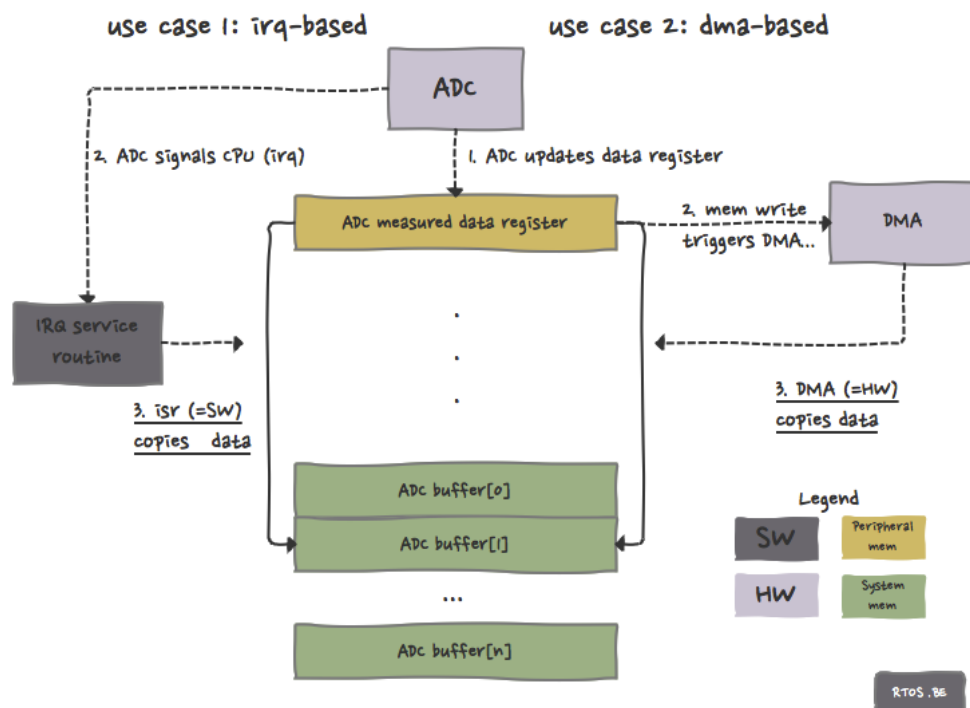 use case 1: irq-based
use case 2: dma-based
ADC
2. ADC signals CPU (irq)
1. ADC updates data register
ADC measured data register
2. mem write
triggers DMA...
DMA
IRQ service
routine
.
.
.
3. isr (=SW)
copies data
3. DMA (=HW)
copies data
ADC buffer[0]
ADC buffer[1]
...
ADC buffer[n]
Legend
SW
Peripheral
mem
HW
System
mem
RTOS.BE